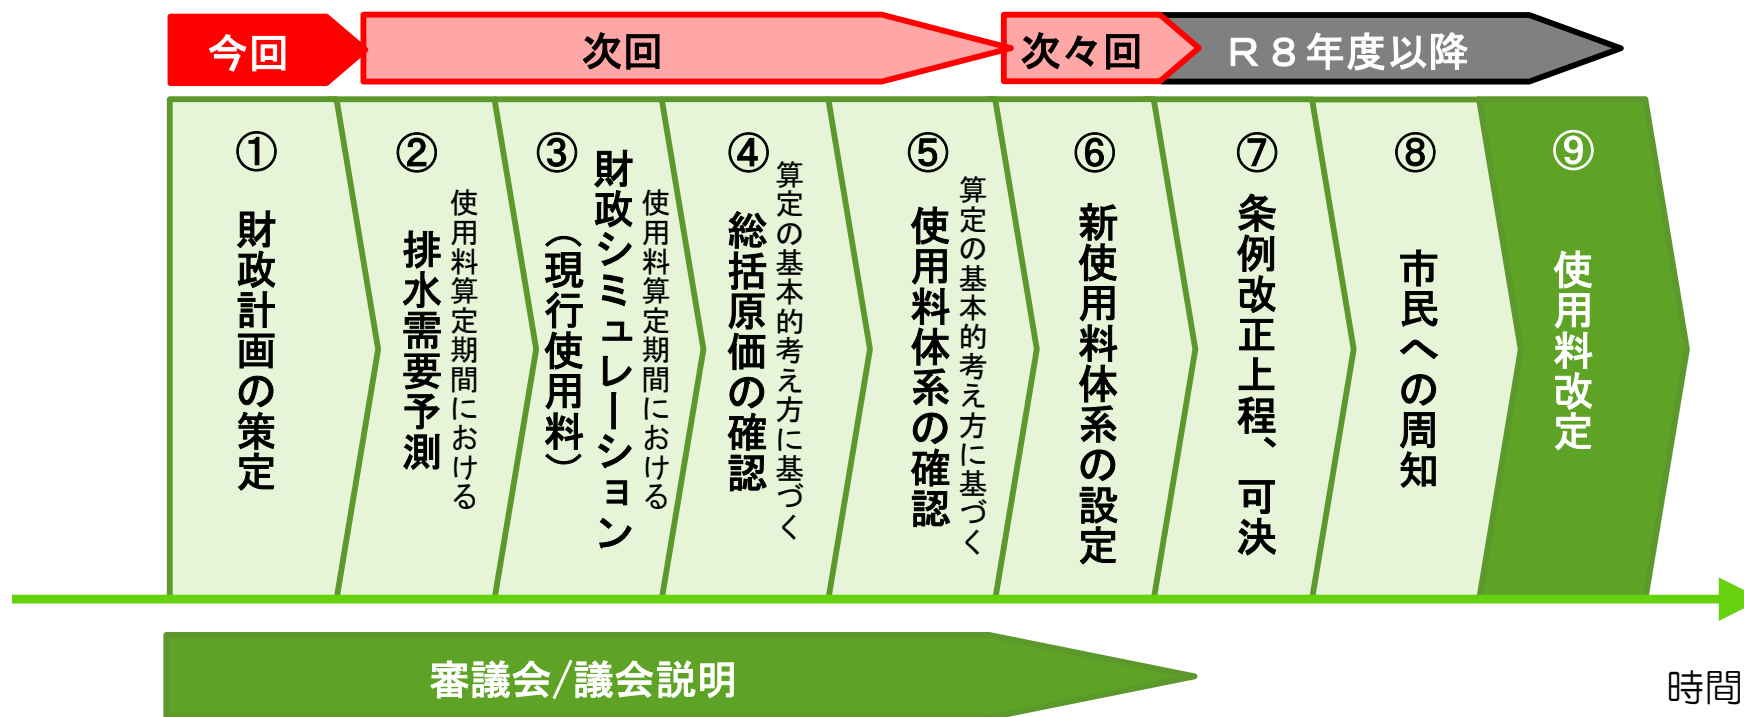 今回
次回
次々回
R8年度以降
①
財政計画の策定
②
使用料算定期間における
排水需要予測
③
使用料算定期間における
財政シミュレーション
（現行使用料）
④
算定の基本的考え方に基づく
総括原価の確認
⑤
算定の基本的考え方に基づく
使用料体系の確認
⑥
新使用料体系の設定
⑦
条例改正上程、可決
⑧
市民への周知
⑨
使用料改定
審議会/議会説明
時間